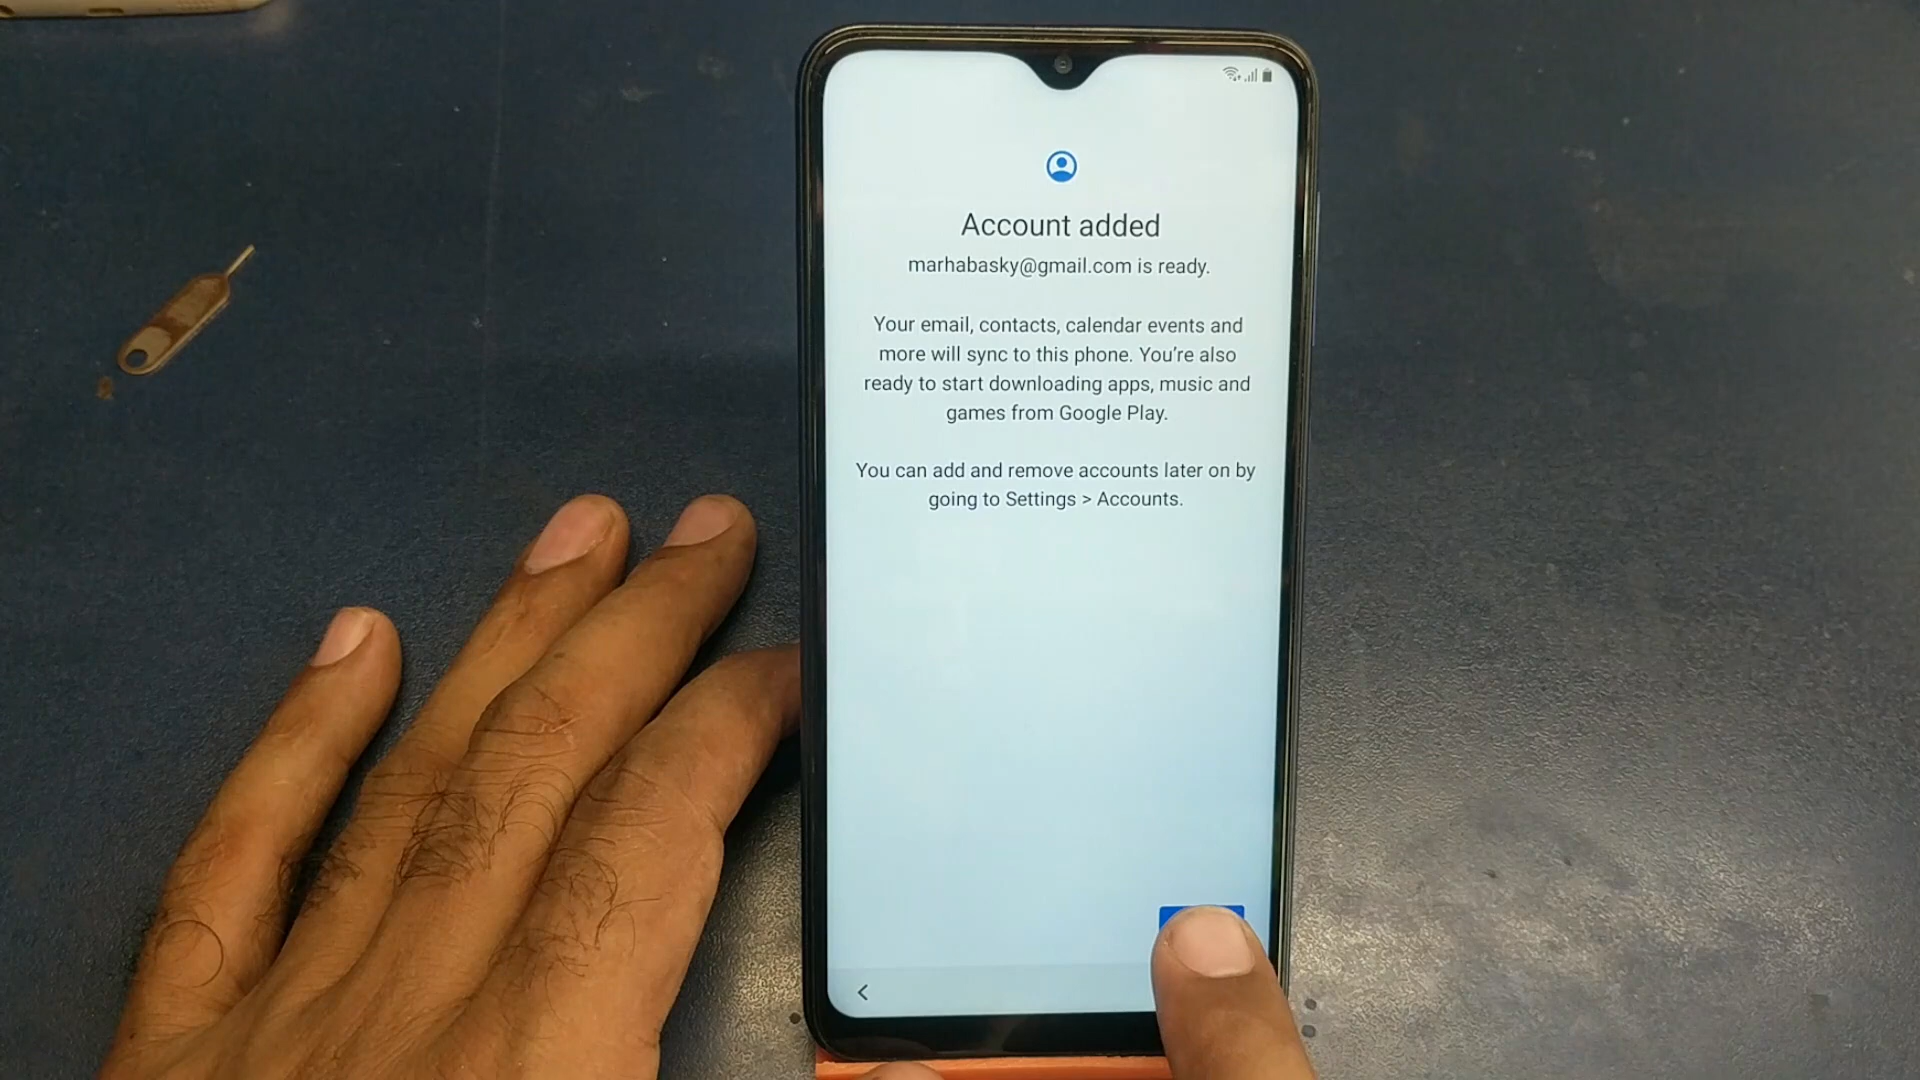 Account added
marhabasky@gmail.com is ready.
Your email, contacts, calendar events and
more will sync to this phone. You're also
ready to start downloading apps, music and
games from Google Play.
You can add and remove accounts later on by
going to Settings > Accounts.